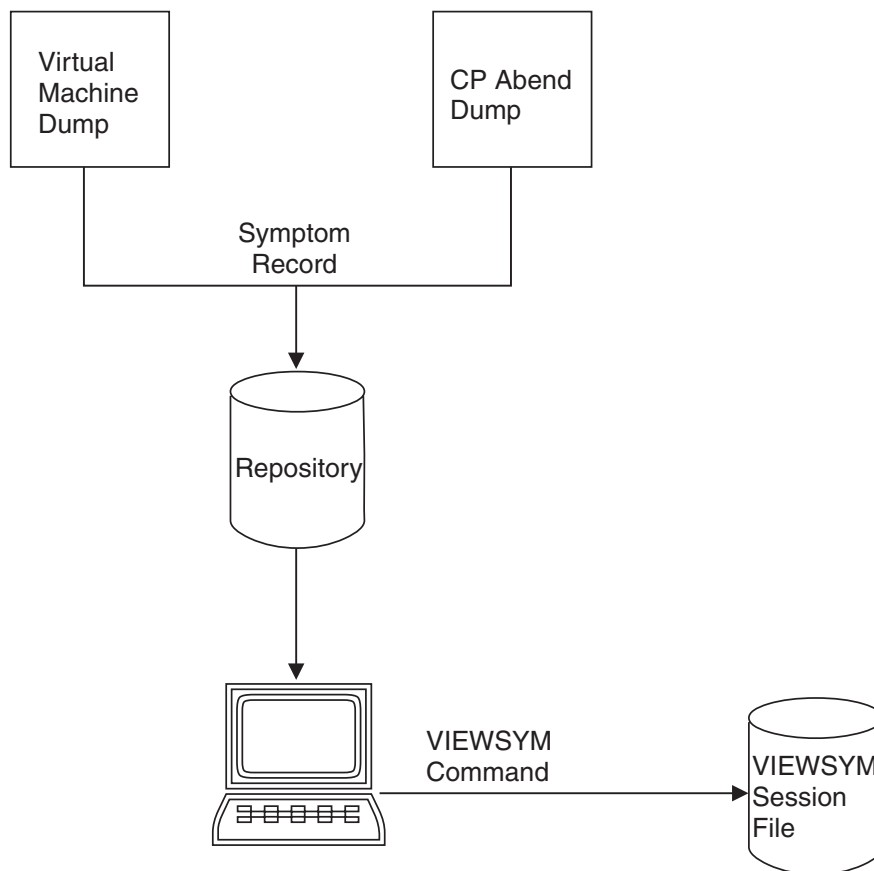 Virtual
Machine
Dump
CP Abend
Dump
Symptom
Record
Repository
VIEWSYM
Command
VIEWSYM
Session
File